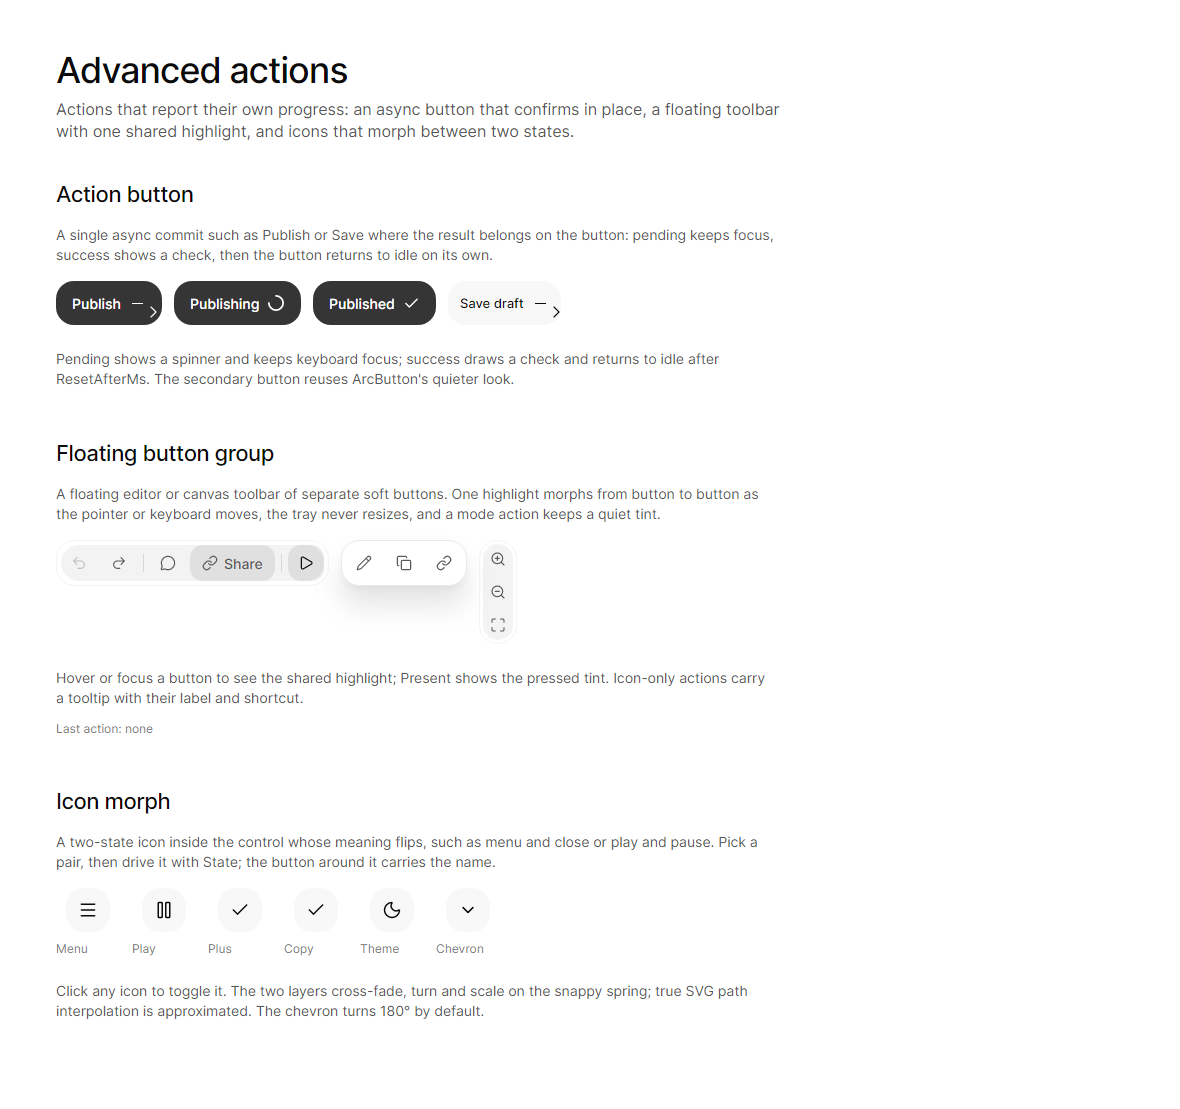 Advanced actions
Actions that report their own progress: an async button that confirms in place, a floating toolbar
with one shared highlight, and icons that morph between two states.
Action button
A single async commit such as Publish or Save where the result belongs on the button: pending keeps focus,
success shows a check, then the button returns to idle on its own.
Publish
Publishing
Published
Save draft
Pending shows a spinner and keeps keyboard focus; success draws a check and returns to idle after
ResetAfterMs. The secondary button reuses ArcButton's quieter look.
Floating button group
A floating editor or canvas toolbar of separate soft buttons. One highlight morphs from button to button as
the pointer or keyboard moves, the tray never resizes, and a mode action keeps a quiet tint.
Share
Hover or focus a button to see the shared highlight; Present shows the pressed tint. Icon-only actions carry
a tooltip with their label and shortcut.
Last action: none
Icon morph
A two-state icon inside the control whose meaning flips, such as menu and close or play and pause. Pick a
pair, then drive it with State; the button around it carries the name.
Menu
Play
Plus
Copy
Theme
Chevron
Click any icon to toggle it. The two layers cross-fade, turn and scale on the snappy spring; true SVG path
interpolation is approximated. The chevron turns 180° by default.